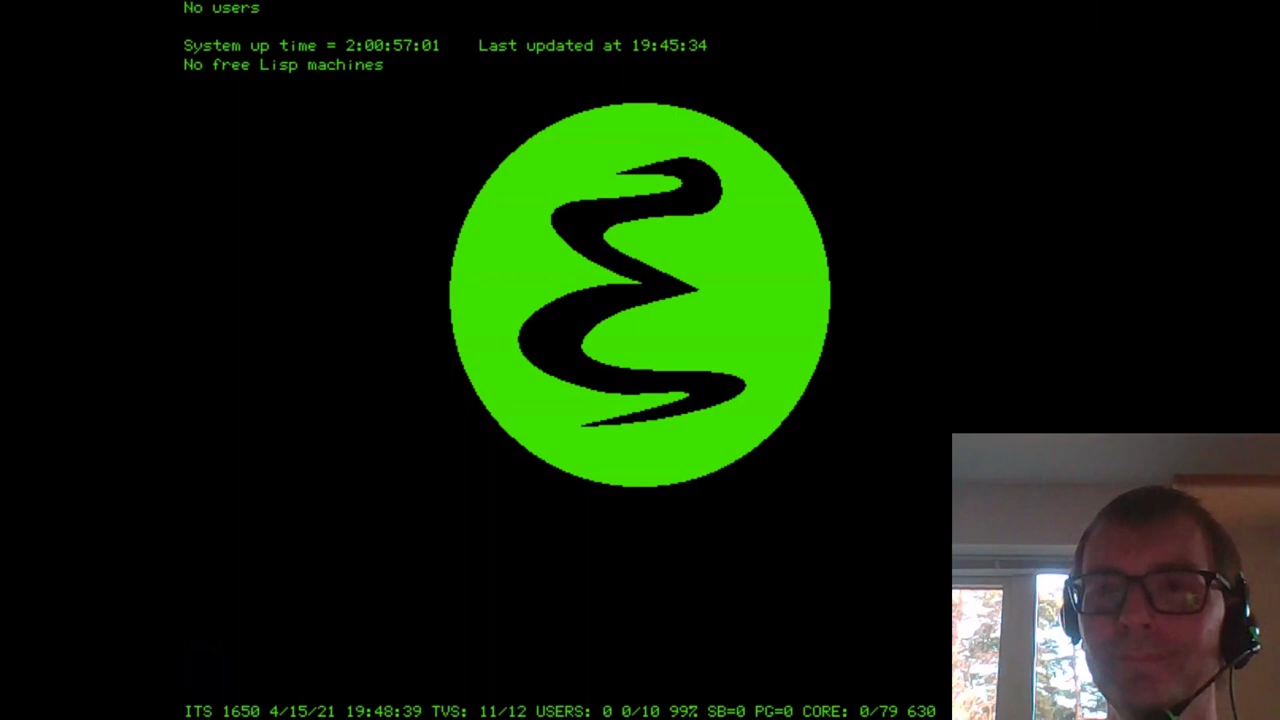 No users
System up time = 2:00:57:01    Last updated at 19:45:34
No free Lisp machines
ITS 1650 4/15/21 19:48:39 TVS: 11/12 USERS: 0 0/10 99% SB=0 PG=0 CORE: 0/79 630